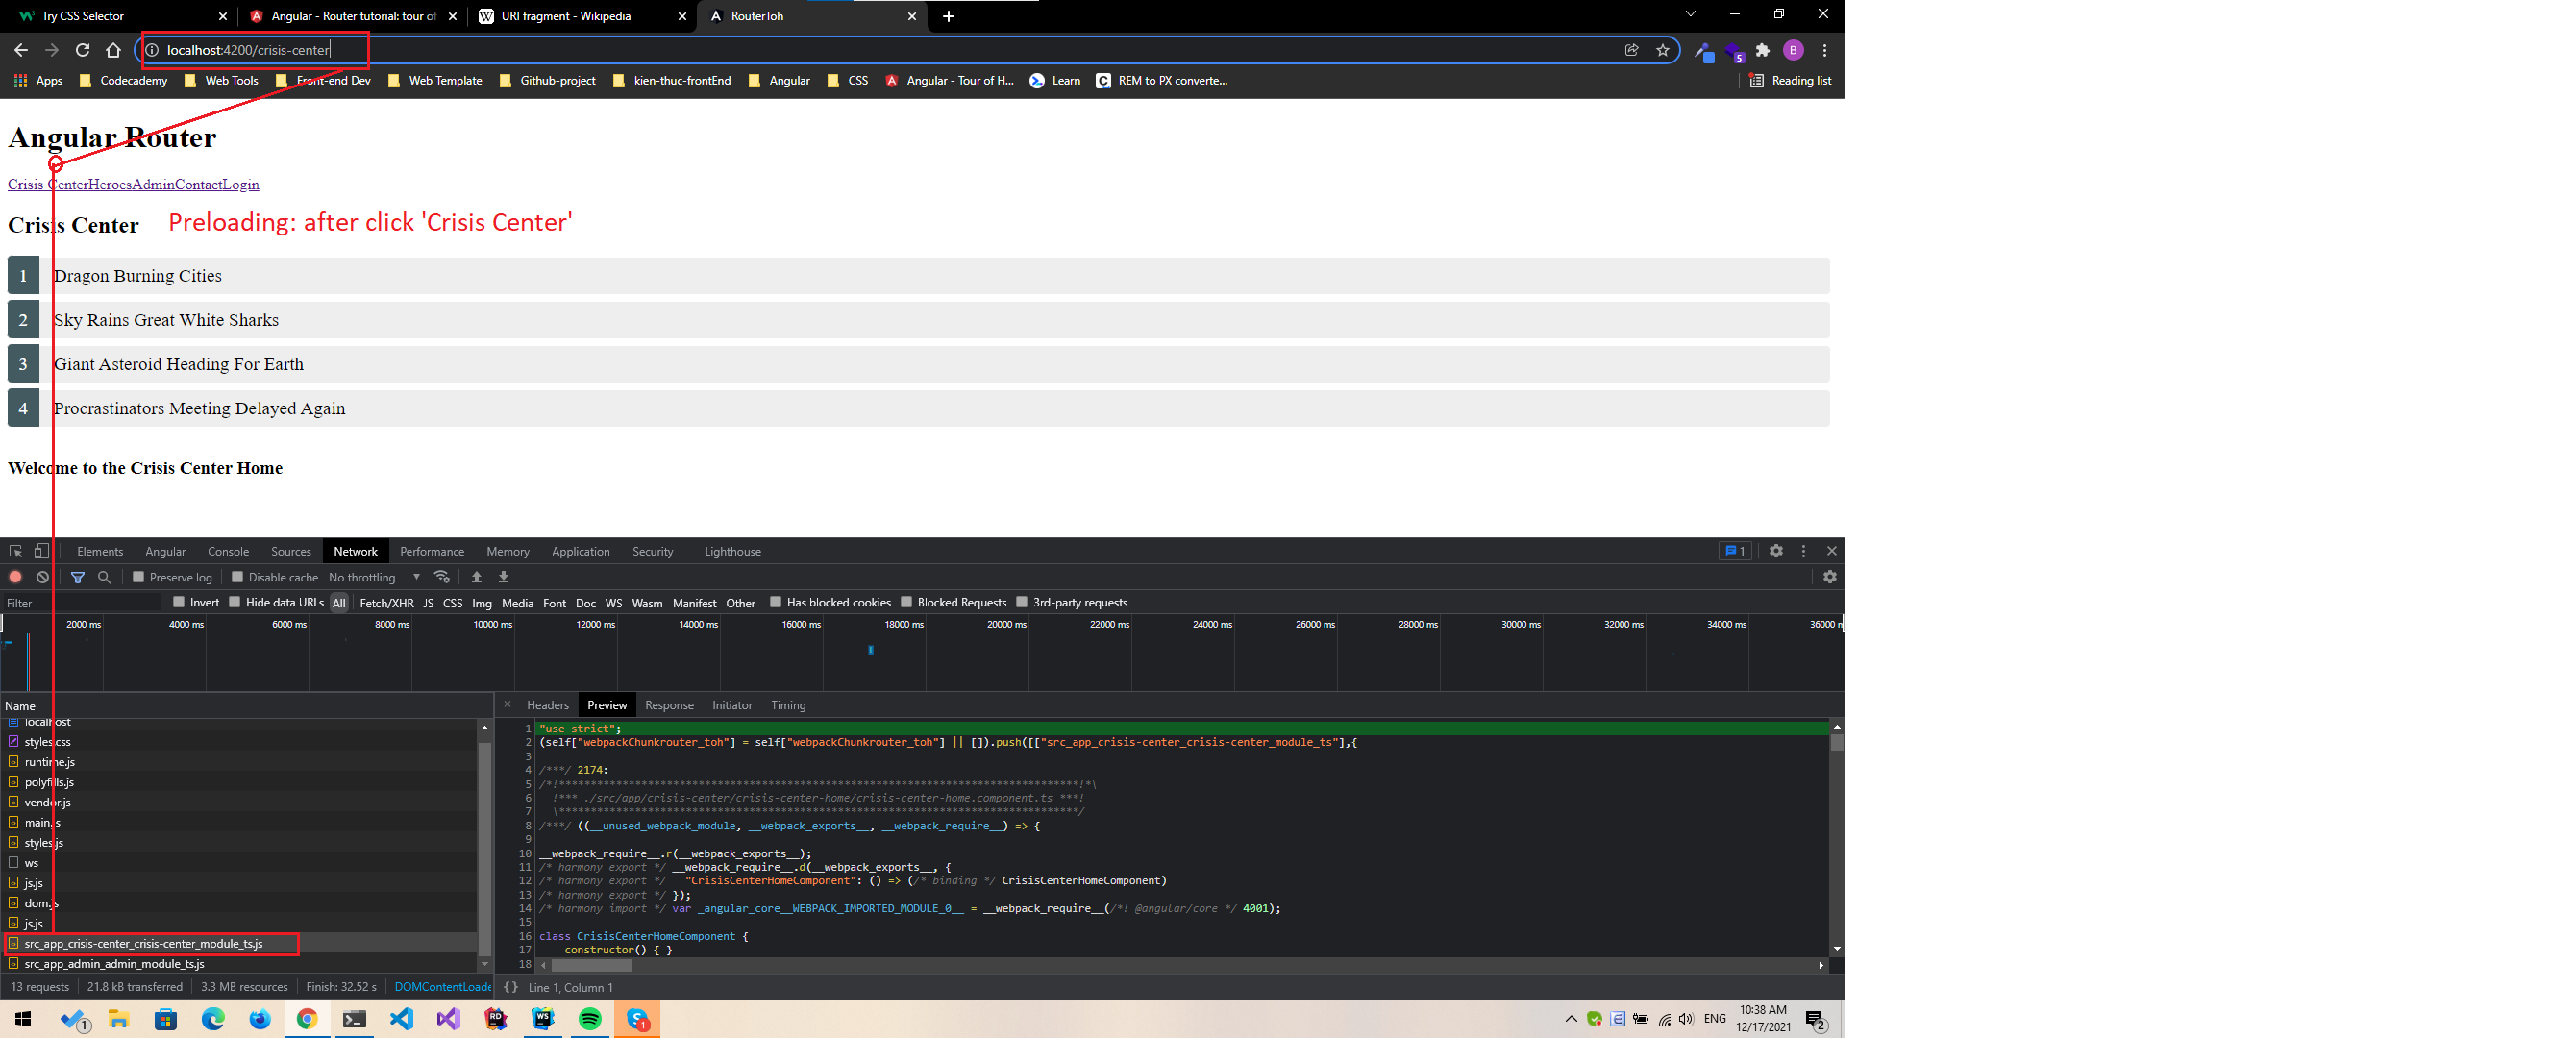 Try CSS Selector
Angular - Router tutorial: tour of
URI fragment - Wikipedia
RouterToh
localhost:4200/crisis-center
5
B
Apps
Codecademy
Web Tools
Front-end Dev
Web Template
Github-project
kien-thuc-frontEnd
Angular
CSS
Angular - Tour of H...
Learn
REM to PX converte...
Reading list
Angular Router
Crisis CenterHeroesAdminContactLogin
Crisis Center
Preloading: after click 'Crisis Center'
1 Dragon Burning Cities
2 Sky Rains Great White Sharks
3 Giant Asteroid Heading For Earth
4 Procrastinators Meeting Delayed Again
Welcome to the Crisis Center Home
Elements Angular Console Sources Network Performance Memory Application Security Lighthouse
1
Preserve log Disable cache No throttling
Filter Invert Hide data URLs All Fetch/XHR JS CSS Img Media Font Doc WS Wasm Manifest Other Has blocked cookies Blocked Requests 3rd-party requests
2000 ms 4000 ms 6000 ms 8000 ms 10000 ms 12000 ms 14000 ms 16000 ms 18000 ms 20000 ms 22000 ms 24000 ms 26000 ms 28000 ms 30000 ms 32000 ms 34000 ms 36000 m
Name
localhost
styles.css
runtime.js
polyfills.js
vendor.js
main.js
styles.js
ws
js.js
dom.js
js.js
src_app_crisis-center_crisis-center_module_ts.js
src_app_admin_admin_module_ts.js
13 requests 21.8 kB transferred 3.3 MB resources Finish: 32.52 s DOMContentLoade
Headers Preview Response Initiator Timing
1 "use strict";
2 (self["webpackChunkrouter_toh"] = self["webpackChunkrouter_toh"] || []).push([["src_app_crisis-center_crisis-center_module_ts"],{
3
4 /***/ 2174:
5 /*!**********************************************************************************!*\
6 !*** ./src/app/crisis-center/crisis-center-home/crisis-center-home.component.ts ***!
7 \**********************************************************************************/
8 /***/ ((__unused_webpack_module, __webpack_exports__, __webpack_require__) => {
9
10 __webpack_require__.r(__webpack_exports__);
11 /* harmony export */ __webpack_require__.d(__webpack_exports__, {
12 /* harmony export */ "CrisisCenterHomeComponent": () => (/* binding */ CrisisCenterHomeComponent)
13 /* harmony export */ });
14 /* harmony import */ var _angular_core__WEBPACK_IMPORTED_MODULE_0__ = __webpack_require__(/*! @angular/core */ 4001);
15
16 class CrisisCenterHomeComponent {
17 constructor() { }
18
{} Line 1, Column 1
1
RD
WS
1
ENG
10:38 AM
12/17/2021
2